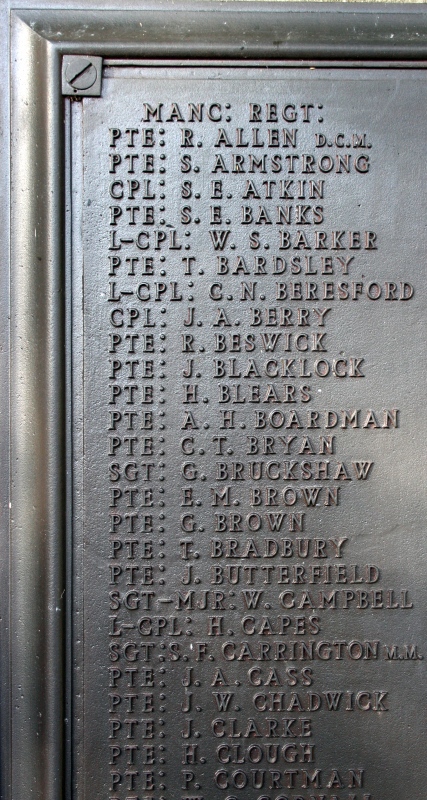 MANC: REGT:
PTE: R. ALLEN D.C.M.
PTE: S. ARMSTRONG
CPL: S. E. ATKIN
PTE: S. E. BANKS
L-CPL: W. S. BARKER
PTE: T. BARDSLEY
L-CPL: C. N. BERESFORD
CPL: J. A. BERRY
PTE: R. BESWICK
PTE: J. BLACKLOCK
PTE: H. BLEARS
PTE: A. H. BOARDMAN
PTE: C. T. BRYAN
SGT: G. BRUCKSHAW
PTE: E. M. BROWN
PTE: G. BROWN
PTE: T. BRADBURY
PTE: J. BUTTERFIELD
SGT-MJR: W. CAMPBELL
L-CPL: H. CAPES
SGT: S. F. CARRINGTON M.M.
PTE: J. A. CASS
PTE: J. W. CHADWICK
PTE: J. CLARKE
PTE: H. CLOUGH
PTE: P. COURTMAN